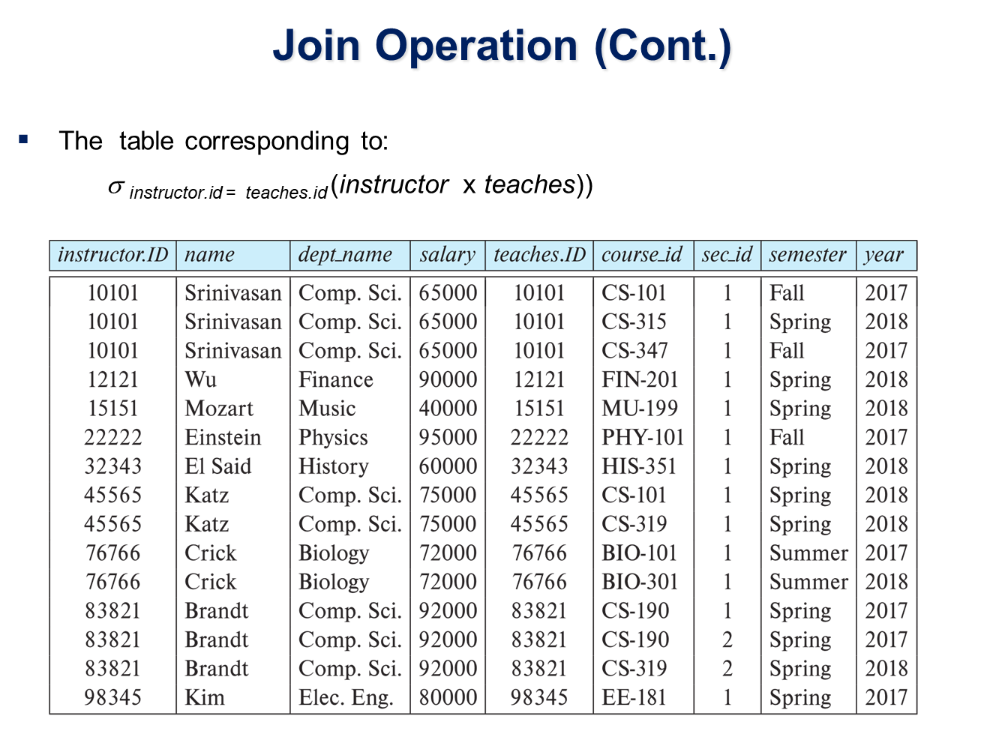 Join Operation (Cont.)
▪ The table corresponding to:
σ instructor.id = teaches.id (instructor x teaches))
instructor.ID name dept_name salary teaches.ID course_id sec_id semester year
10101 Srinivasan Comp. Sci. 65000 10101 CS-101 1 Fall 2017
10101 Srinivasan Comp. Sci. 65000 10101 CS-315 1 Spring 2018
10101 Srinivasan Comp. Sci. 65000 10101 CS-347 1 Fall 2017
12121 Wu Finance 90000 12121 FIN-201 1 Spring 2018
15151 Mozart Music 40000 15151 MU-199 1 Spring 2018
22222 Einstein Physics 95000 22222 PHY-101 1 Fall 2017
32343 El Said History 60000 32343 HIS-351 1 Spring 2018
45565 Katz Comp. Sci. 75000 45565 CS-101 1 Spring 2018
45565 Katz Comp. Sci. 75000 45565 CS-319 1 Spring 2018
76766 Crick Biology 72000 76766 BIO-101 1 Summer 2017
76766 Crick Biology 72000 76766 BIO-301 1 Summer 2018
83821 Brandt Comp. Sci. 92000 83821 CS-190 1 Spring 2017
83821 Brandt Comp. Sci. 92000 83821 CS-190 2 Spring 2017
83821 Brandt Comp. Sci. 92000 83821 CS-319 2 Spring 2018
98345 Kim Elec. Eng. 80000 98345 EE-181 1 Spring 2017